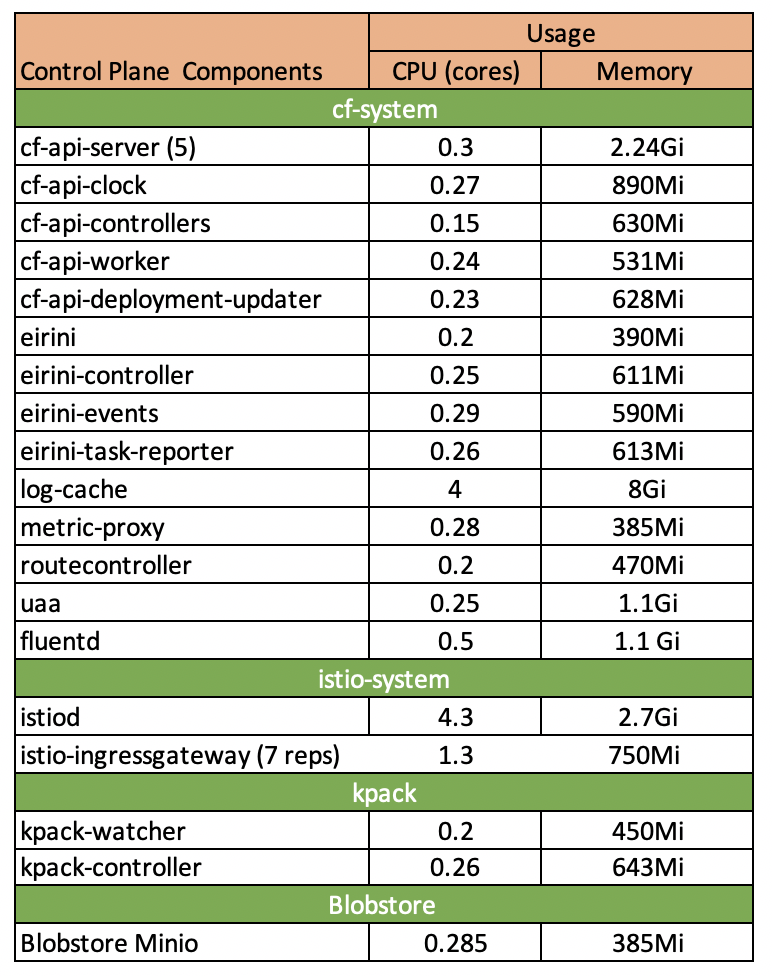 Usage
Control Plane  Components CPU (cores) Memory
cf-system
cf-api-server (5) 0.3 2.24Gi
cf-api-clock 0.27 890Mi
cf-api-controllers 0.15 630Mi
cf-api-worker 0.24 531Mi
cf-api-deployment-updater 0.23 628Mi
eirini 0.2 390Mi
eirini-controller 0.25 611Mi
eirini-events 0.29 590Mi
eirini-task-reporter 0.26 613Mi
log-cache 4 8Gi
metric-proxy 0.28 385Mi
routecontroller 0.2 470Mi
uaa 0.25 1.1Gi
fluentd 0.5 1.1 Gi
istio-system
istiod 4.3 2.7Gi
istio-ingressgateway (7 reps) 1.3 750Mi
kpack
kpack-watcher 0.2 450Mi
kpack-controller 0.26 643Mi
Blobstore
Blobstore Minio 0.285 385Mi